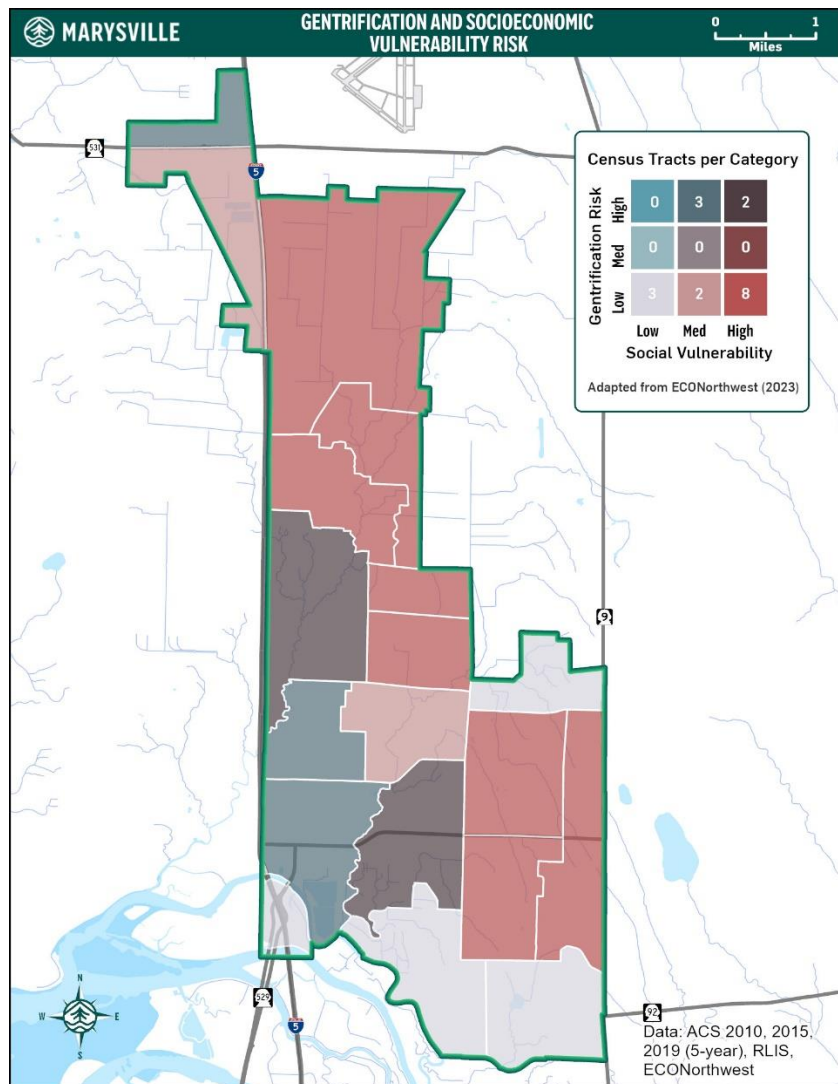 MARYSVILLE
GENTRIFICATION AND SOCIOECONOMIC
VULNERABILITY RISK
0 1
Miles
531
5
Census Tracts per Category
Gentrification Risk
High
0 3 2
Med
0 0 0
Low
3 2 8
Low Med High
Social Vulnerability
Adapted from ECONorthwest (2023)
9
N
W E
S
529
5
92
Data: ACS 2010, 2015,
2019 (5-year), RLIS,
ECONorthwest